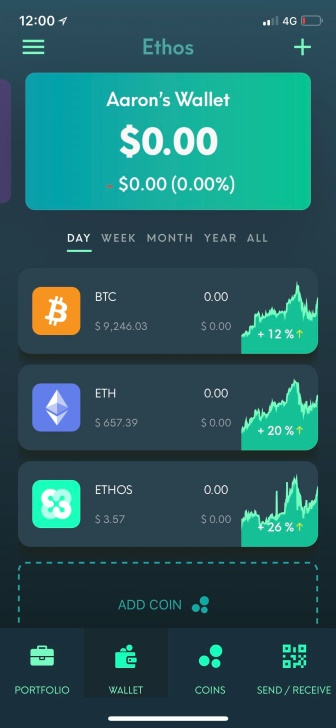 12:00 4G
Ethos
Aaron's Wallet
$0.00
- $0.00 (0.00%)
DAY WEEK MONTH YEAR ALL
BTC 0.00
$ 9,246.03 $ 0.00 + 12 %↑
ETH 0.00
$ 657.39 $ 0.00 + 20 %↑
ETHOS 0.00
$ 3.57 $ 0.00 + 26 %↑
ADD COIN
PORTFOLIO WALLET COINS SEND / RECEIVE